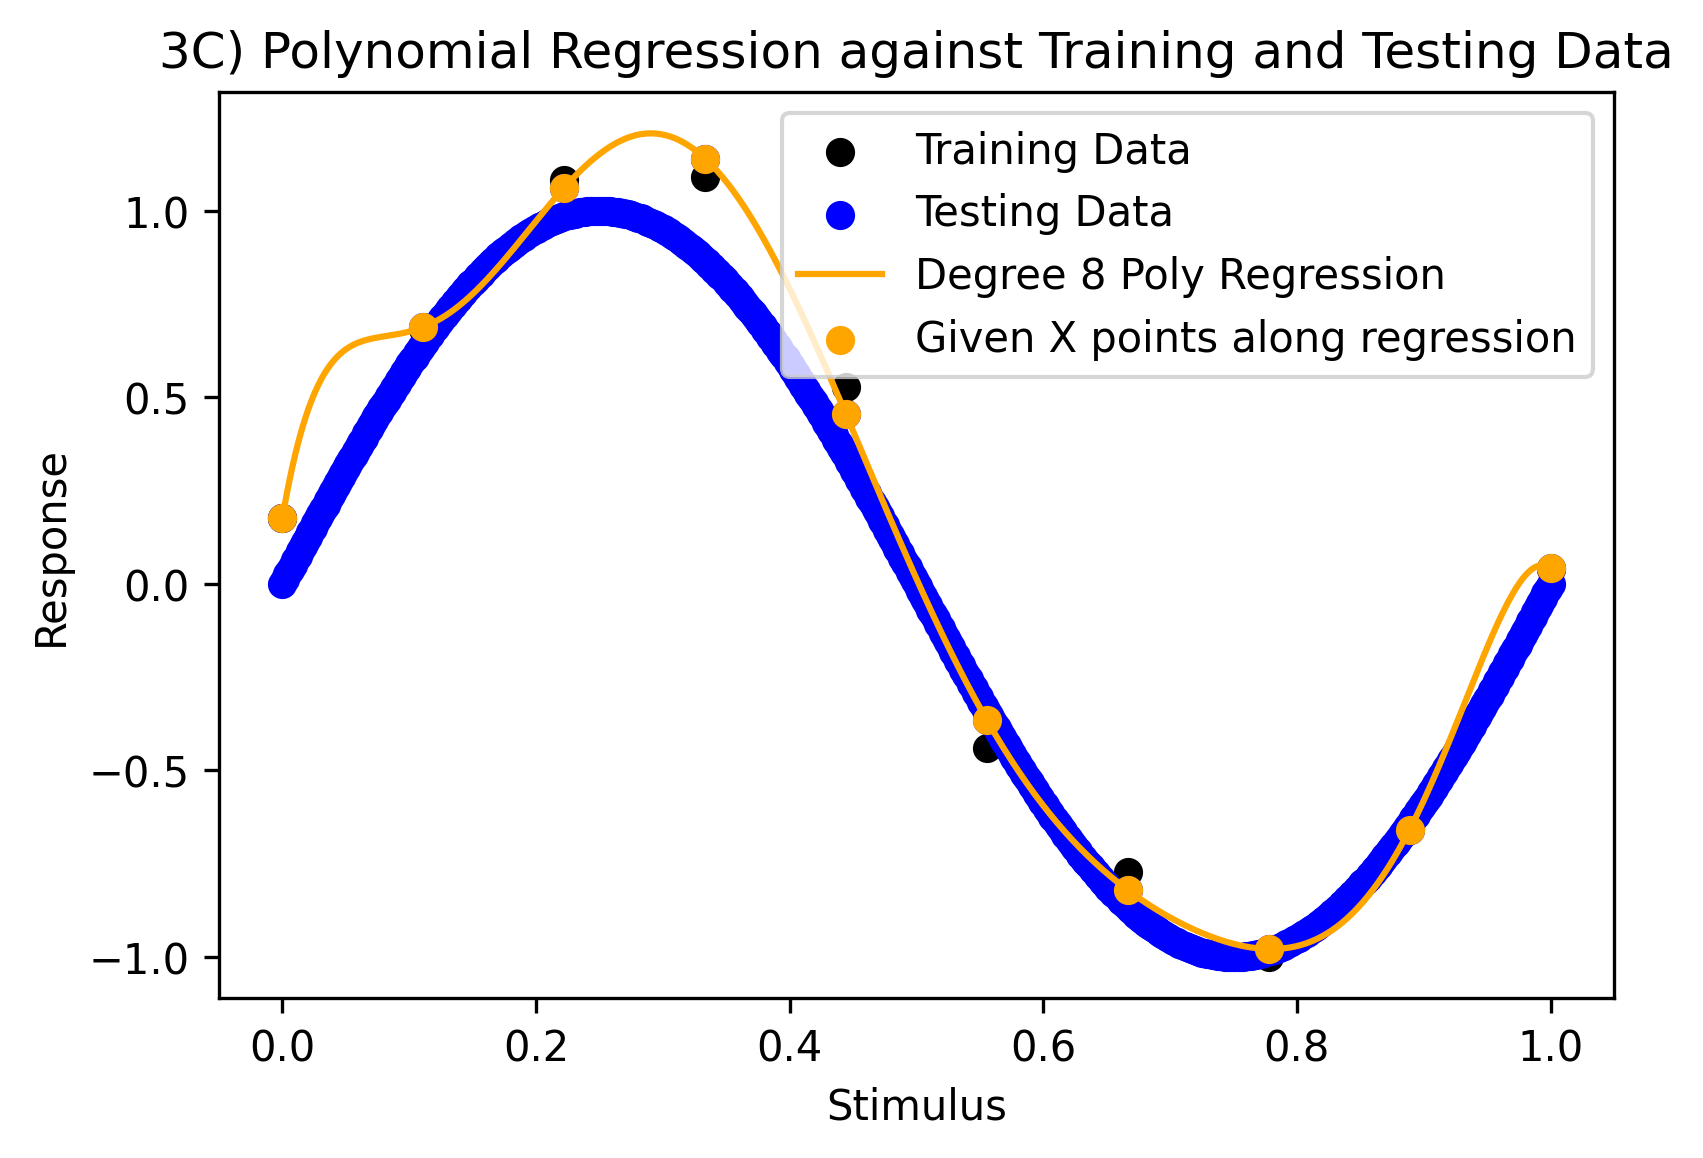 3C) Polynomial Regression against Training and Testing Data
Training Data
Testing Data
Degree 8 Poly Regression
Given X points along regression
Response
1.0
0.5
0.0
−0.5
−1.0
0.0 0.2 0.4 0.6 0.8 1.0
Stimulus